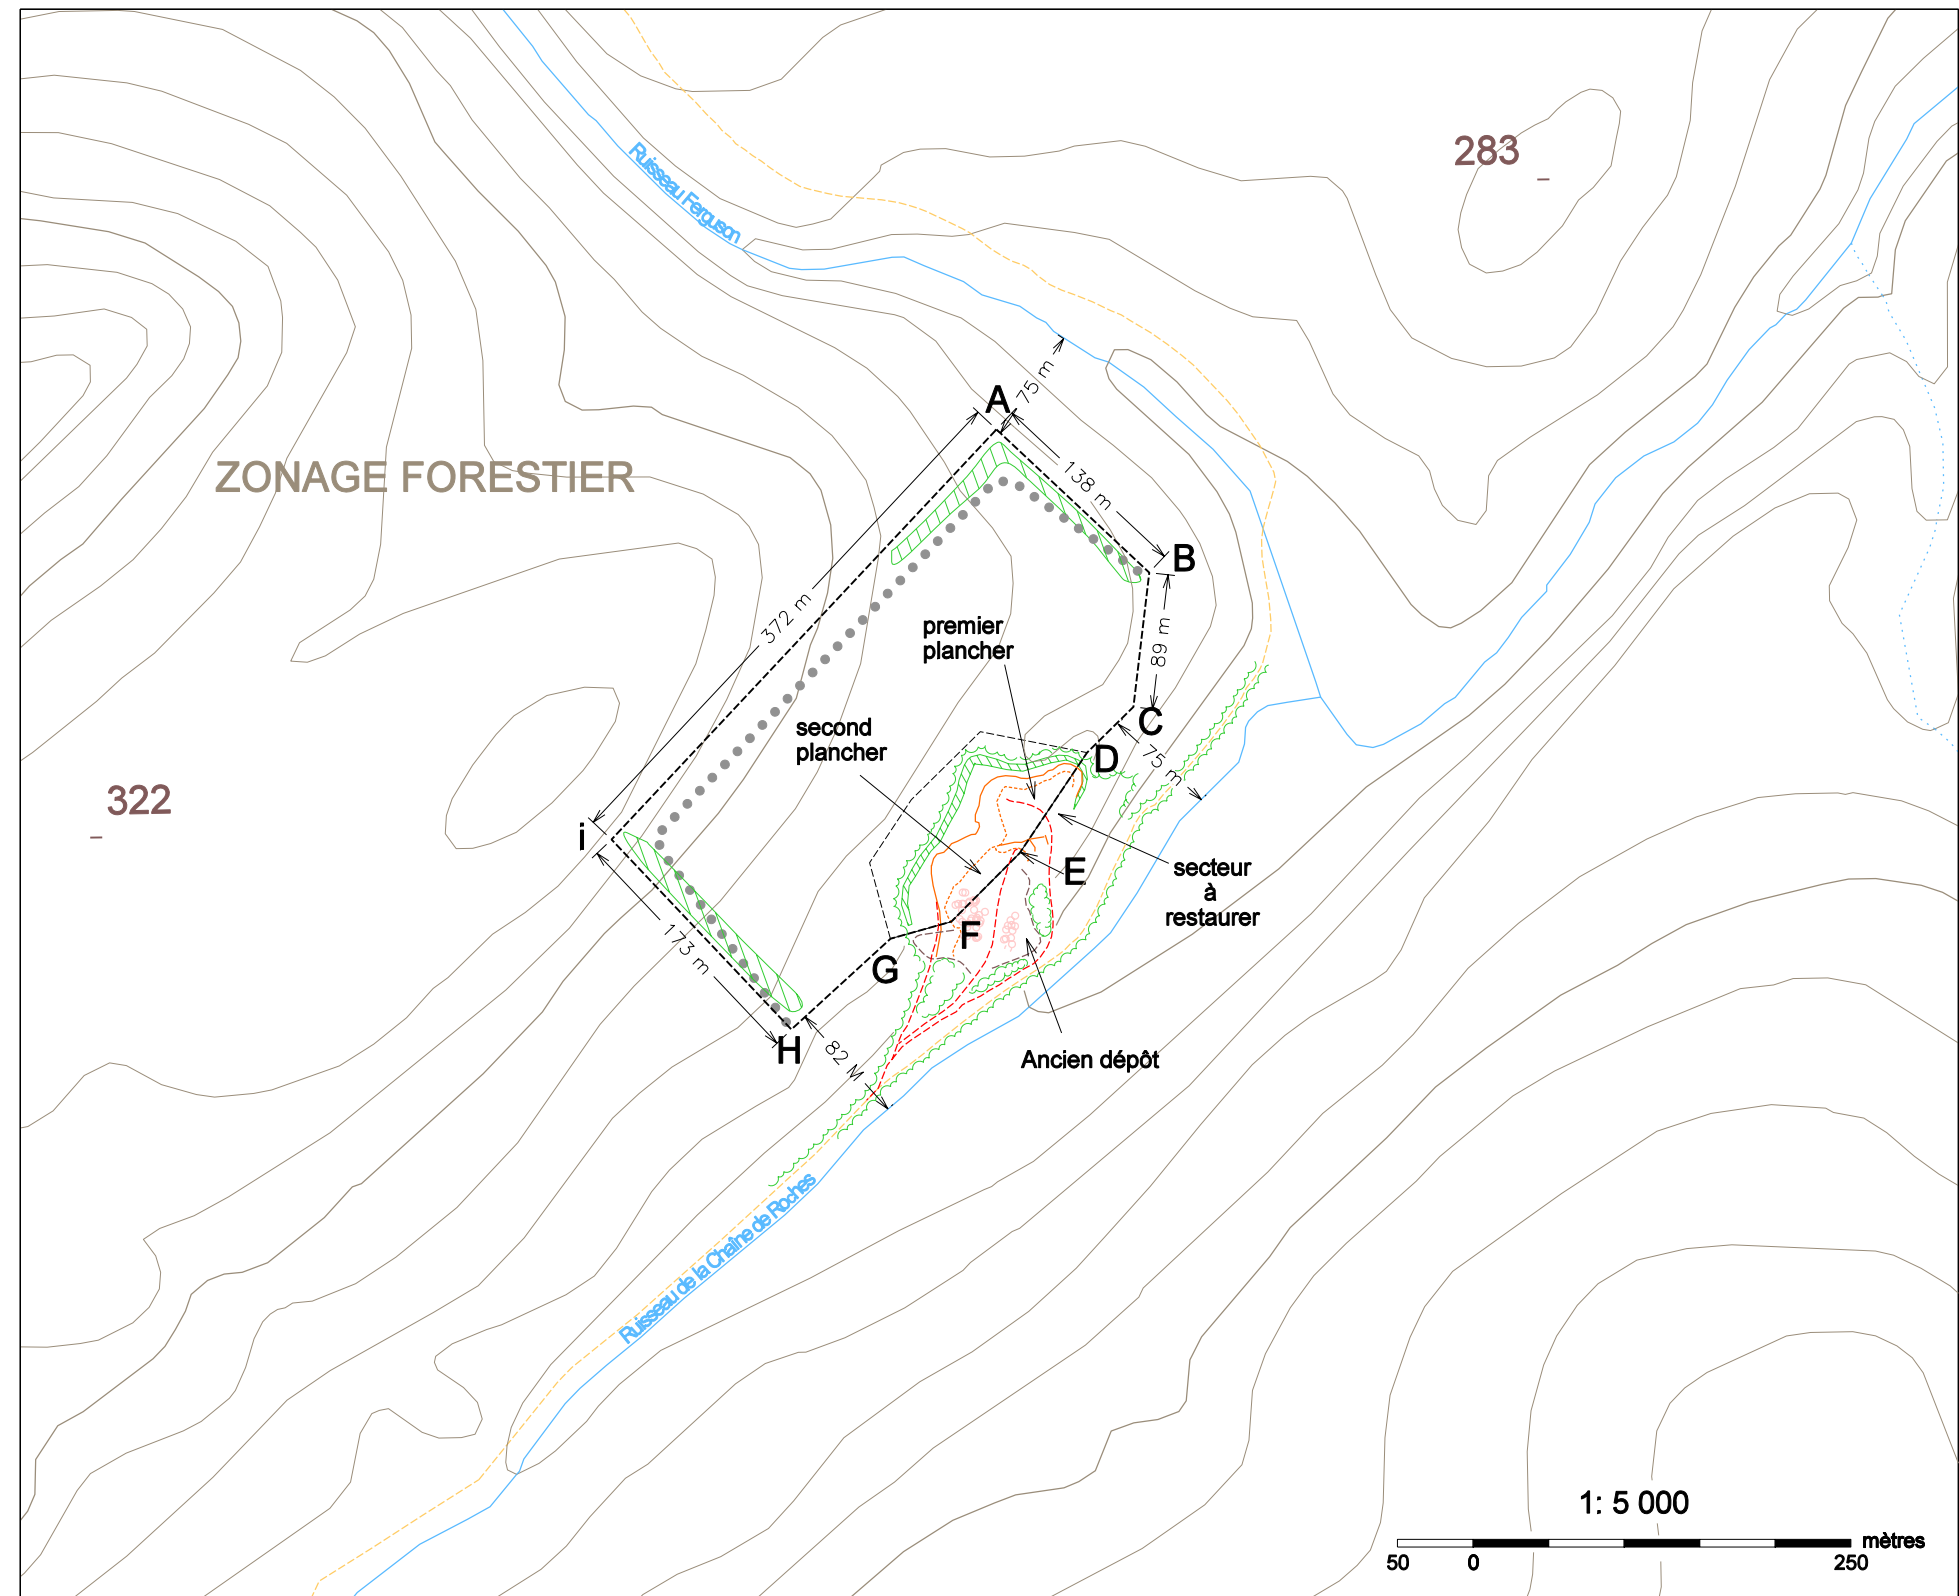 283
Ruisseau Ferguson
75 m
A
138 m
ZONAGE FORESTIER
B
372 m
premier
plancher
89 m
second
plancher
C
D
75 m
322
i
E
secteur
à
restaurer
173 m
F
G
H
82 M
Ancien dépôt
Ruisseau de la Chaîne de Roches
1: 5 000
mètres
50 0 250